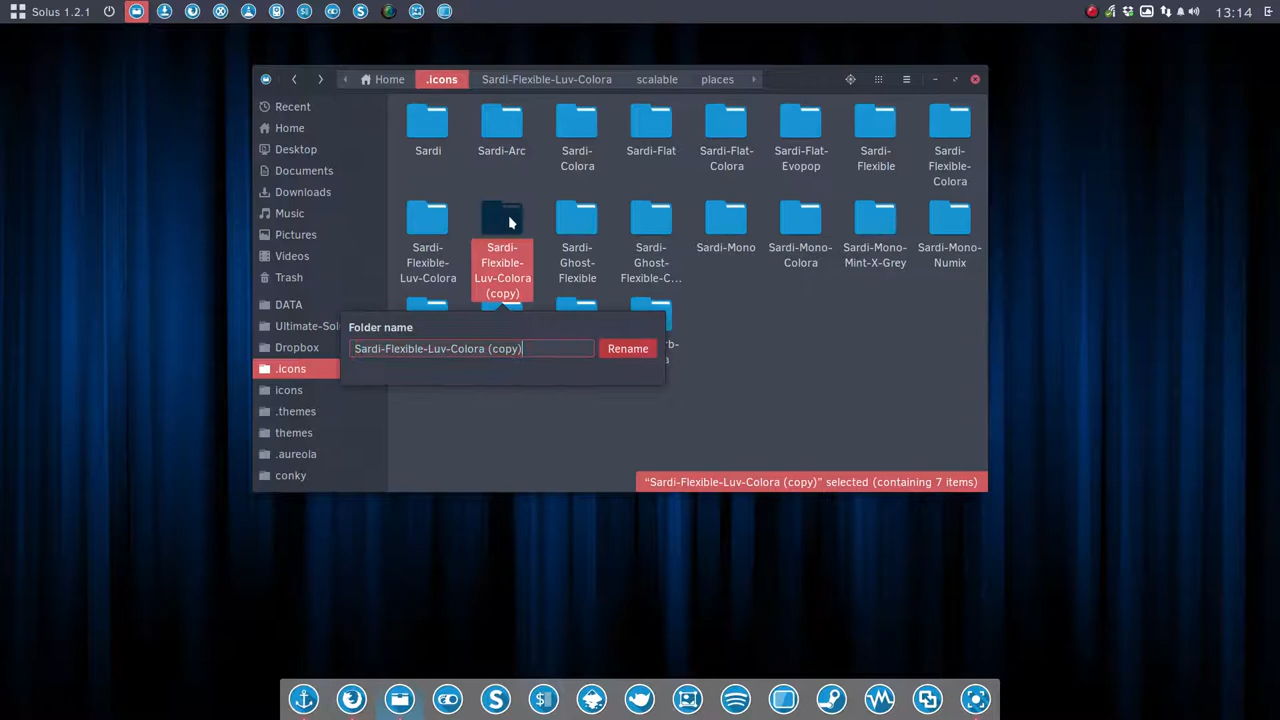 Solus 1.2.1
13:14
Home
.icons
Sardi-Flexible-Luv-Colora
scalable
places
Recent
Home
Desktop
Documents
Downloads
Music
Pictures
Videos
Trash
DATA
Ultimate-Sol
Dropbox
.icons
icons
.themes
themes
.aureola
conky
Sardi
Sardi-Arc
Sardi-
Colora
Sardi-Flat
Sardi-Flat-
Colora
Sardi-Flat-
Evopop
Sardi-
Flexible
Sardi-
Flexible-
Colora
Sardi-
Flexible-
Luv-Colora
Sardi-
Flexible-
Luv-Colora
(copy)
Sardi-
Ghost-
Flexible
Sardi-
Ghost-
Flexible-C...
Sardi-Mono
Sardi-Mono-
Colora
Sardi-Mono-
Mint-X-Grey
Sardi-Mono-
Numix
Folder name
Sardi-Flexible-Luv-Colora (copy)
Rename
"Sardi-Flexible-Luv-Colora (copy)" selected (containing 7 items)